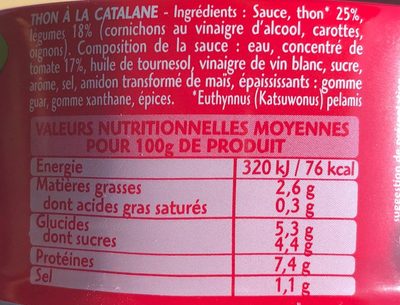 THON À LA CATALANE - Ingrédients : Sauce, thon* 25%,
légumes 18% (cornichons au vinaigre d'alcool, carottes,
oignons). Composition de la sauce : eau, concentré de
tomate 17%, huile de tournesol, vinaigre de vin blanc, sucre,
arôme, sel, amidon transformé de maïs, épaississants : gomme
guar, gomme xanthane, épices. *Euthynnus (Katsuwonus) pelamis
VALEURS NUTRITIONNELLES MOYENNES
POUR 100g DE PRODUIT
Energie 320 kJ / 76 kcal
Matières grasses 2,6 g
dont acides gras saturés 0,3 g
Glucides 5,3 g
dont sucres 4,4 g
Protéines 7,4 g
Sel 1,1 g
suggestion de